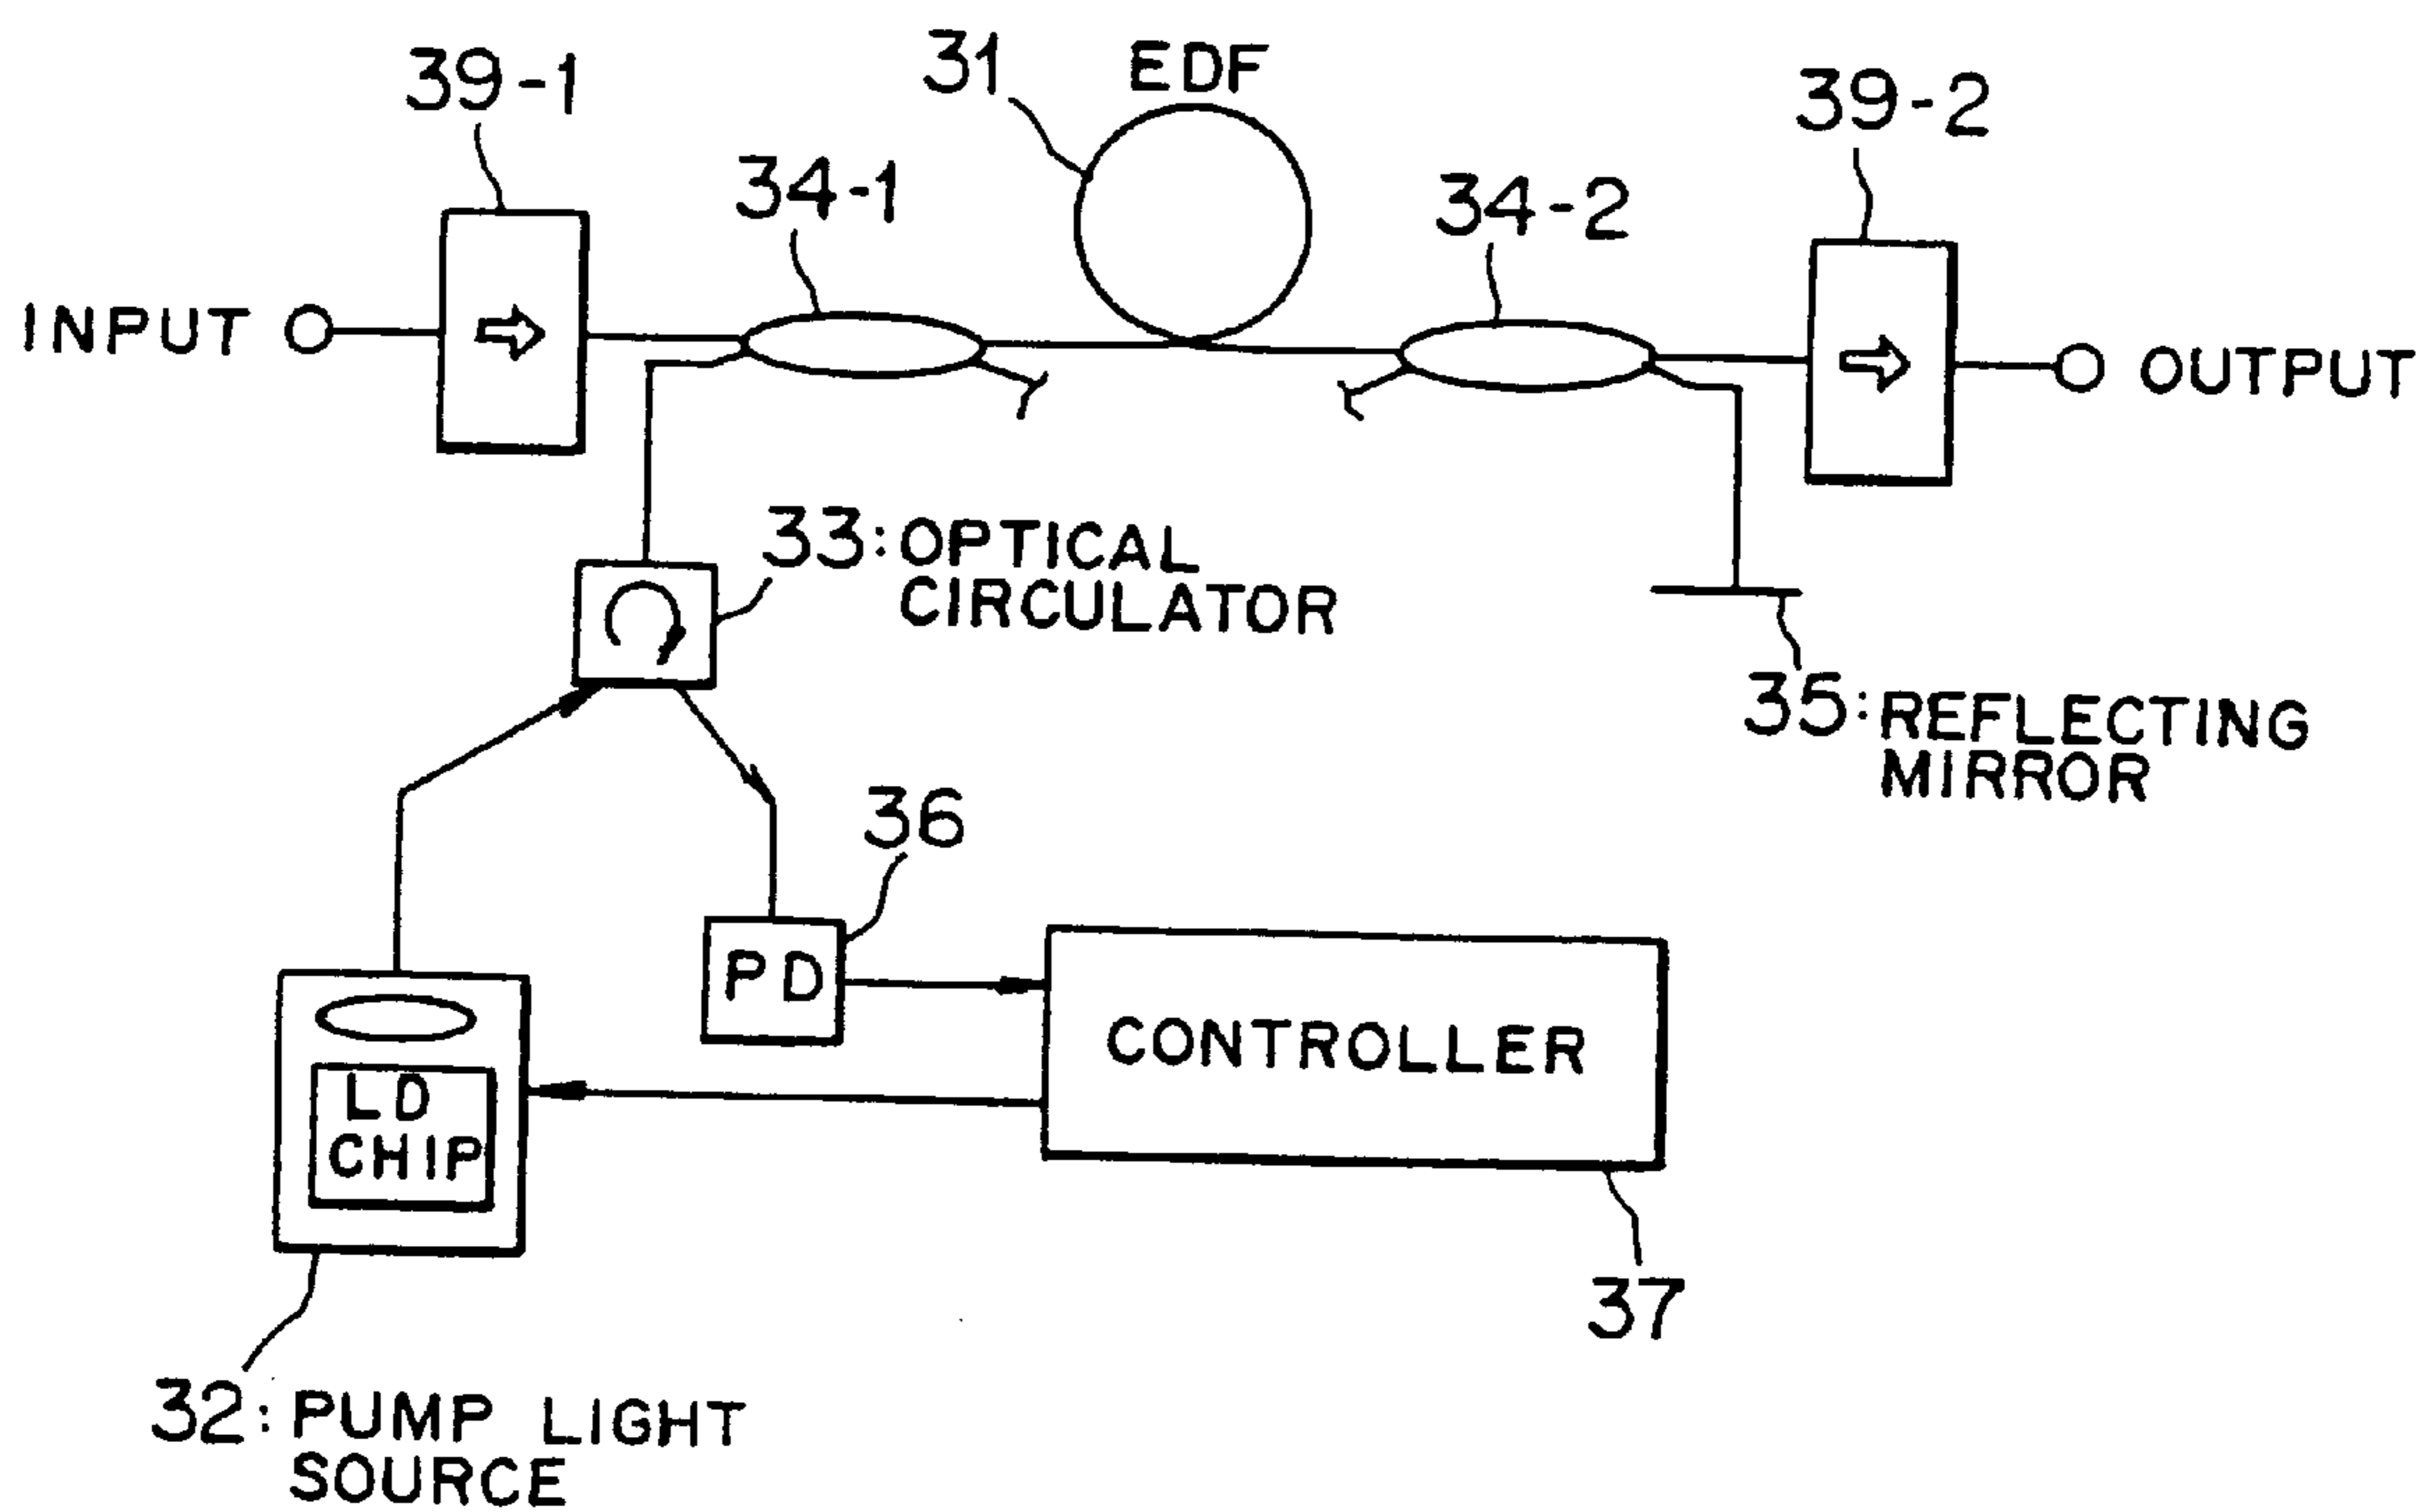 39-1
31
EDF
39-2
34-1
34-2
INPUT
OUTPUT
33: OPTICAL
CIRCULATOR
35: REFLECTING
MIRROR
36
PD
CONTROLLER
LD
CHIP
37
32: PUMP LIGHT
SOURCE